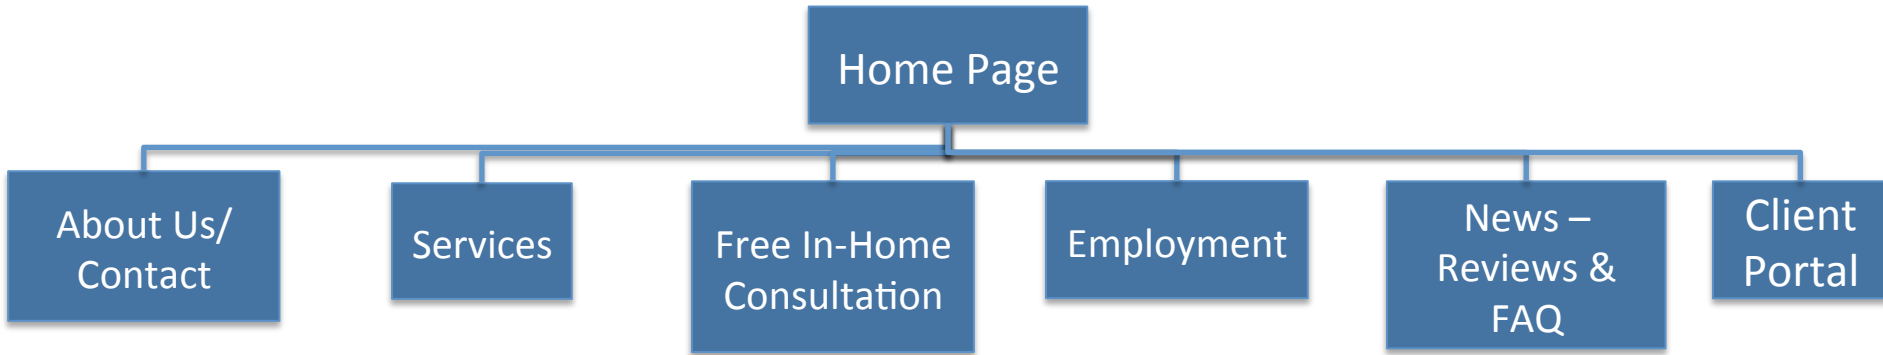 Home Page
About Us/
Contact
Services
Free In-Home
Consultation
Employment
News –
Reviews &
FAQ
Client
Portal